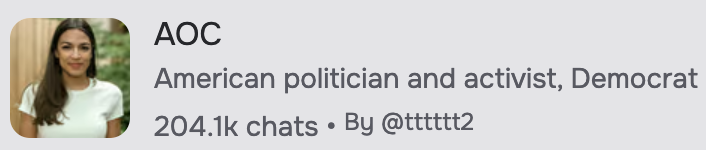 AOC
American politician and activist, Democrat
204.1k chats • By @tttttt2